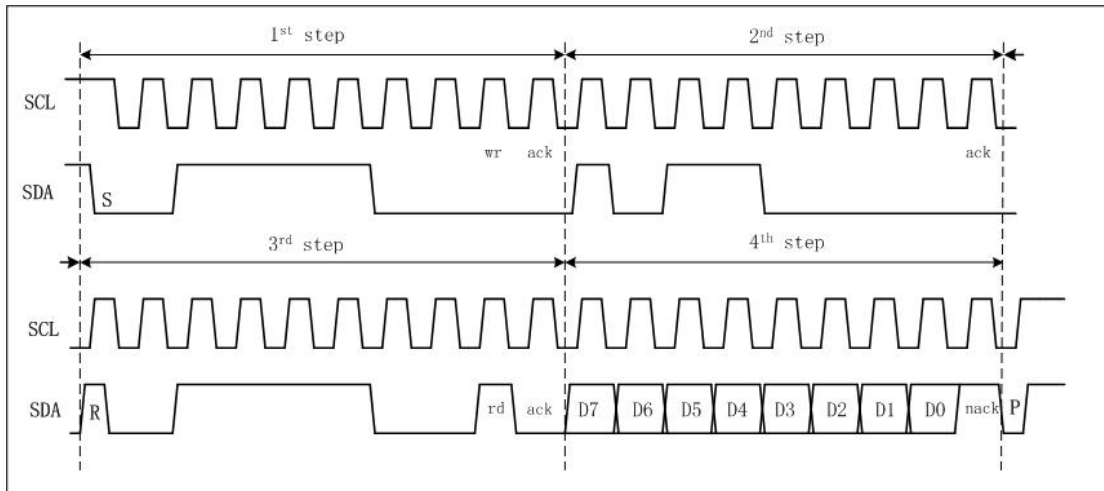 1st step 2nd step
SCL
wr ack ack
SDA S
3rd step 4th step
SCL
SDA R rd ack D7 D6 D5 D4 D3 D2 D1 D0 nack P